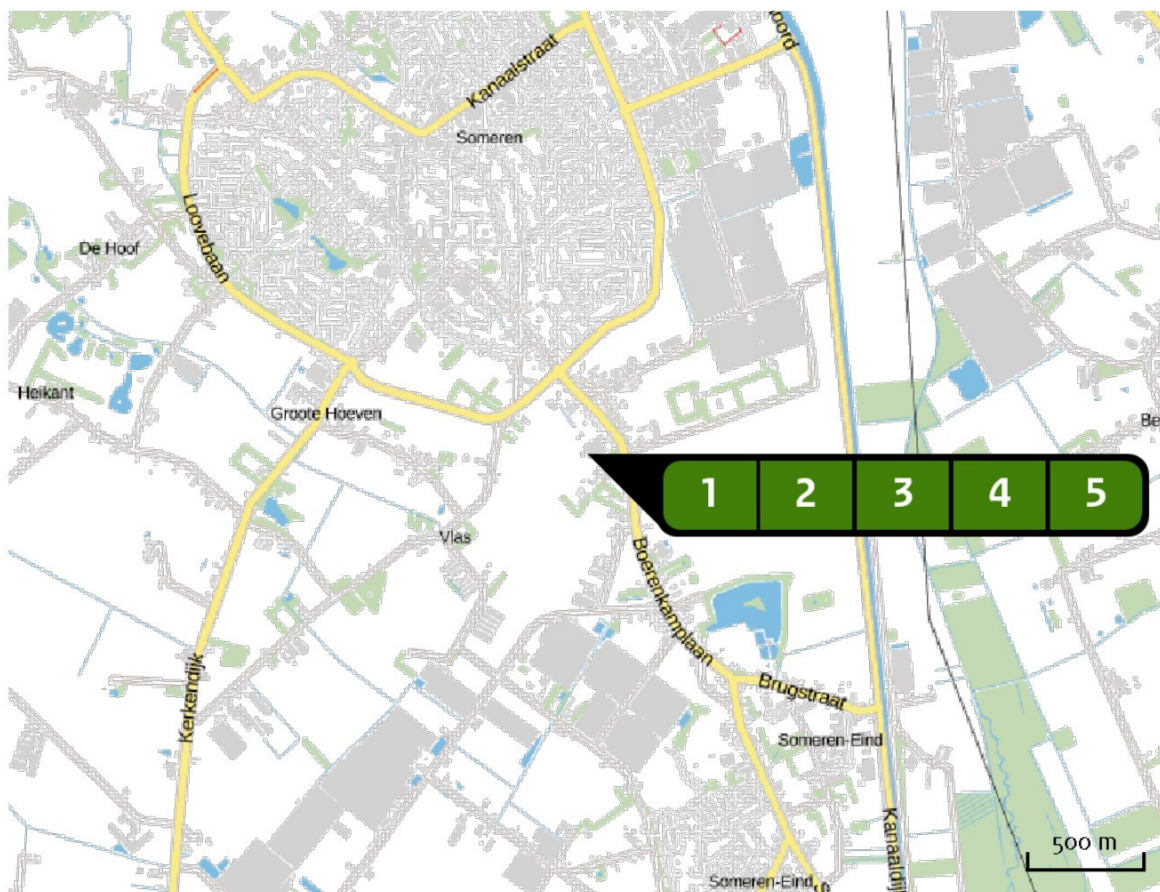 oord
Kanaalstraat
Someren
Loovebaan
De Hoof
Heikant
Groote Hoeven
Be
1 2 3 4 5
Vlas
Boerenkamplaan
Kerkendijk
Brugstraat
Someren-Eind
Kanaaldij
500 m
Someren-Eind